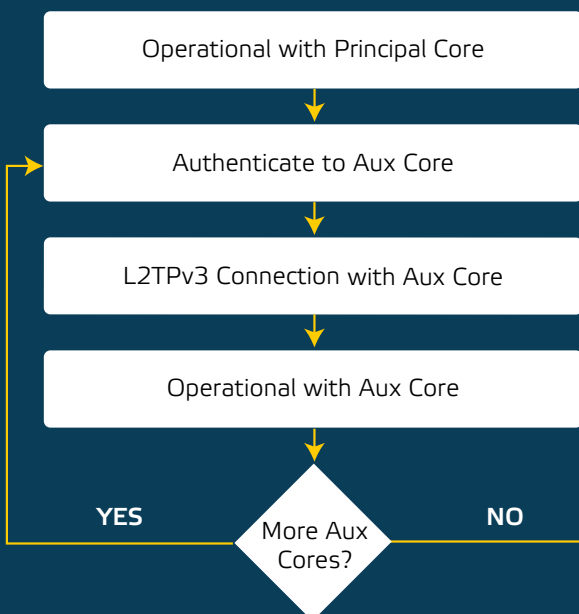 Operational with Principal Core
Authenticate to Aux Core
L2TPv3 Connection with Aux Core
Operational with Aux Core
YES
More Aux
Cores?
NO